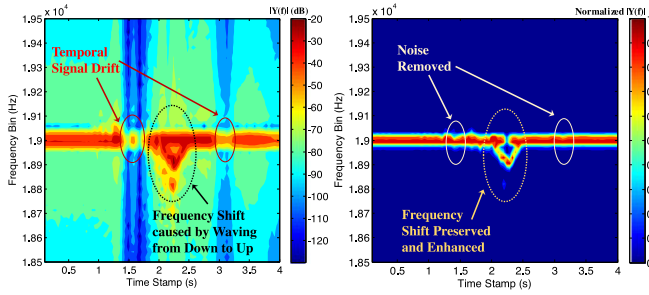 x 10⁴
|Y(f)| (dB)
1.95
1.94
1.93
1.92
1.91
1.9
1.89
1.88
1.87
1.86
1.85
Frequency Bin (Hz)
Temporal
Signal Drift
Frequency Shift
caused by Waving
from Down to Up
0.5 1 1.5 2 2.5 3 3.5 4
Time Stamp (s)
-20
-30
-40
-50
-60
-70
-80
-90
-100
-110
-120
x 10⁴
Normalized |Y(f)|
1.95
1.94
1.93
1.92
1.91
1.9
1.89
1.88
1.87
1.86
1.85
Frequency Bin (Hz)
Noise
Removed
Frequency
Shift Preserved
and Enhanced
0.5 1 1.5 2 2.5 3 3.5 4
Time Stamp (s)